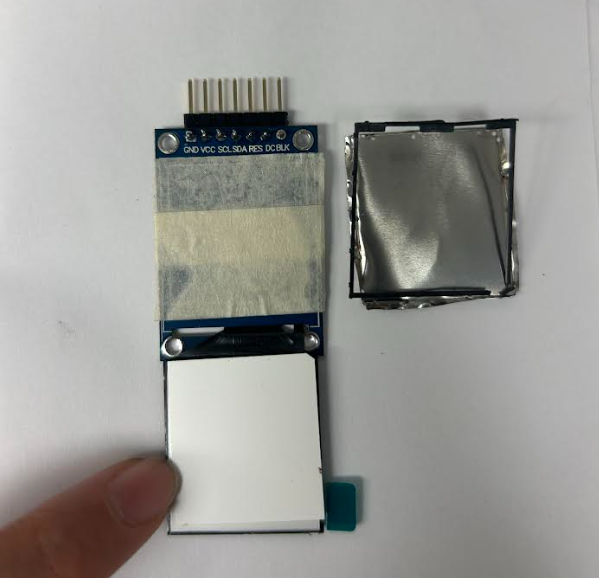 GND VCC SCL SDA RES DC BLK